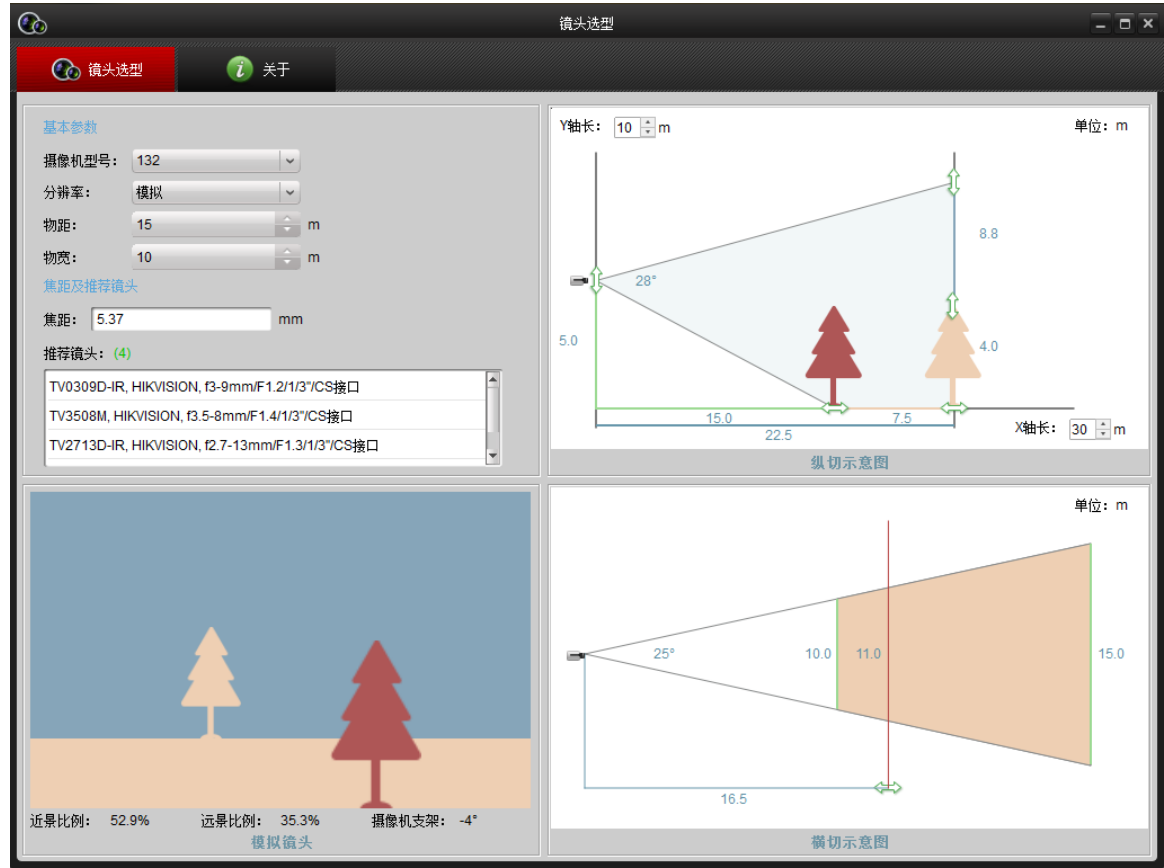 镜头选型
镜头选型
关于
基本参数
摄像机型号: 132
分辨率: 模拟
物距: 15 m
物宽: 10 m
焦距及推荐镜头
焦距: 5.37 mm
推荐镜头: (4)
TV0309D-IR, HIKVISION, f3-9mm/F1.2/1/3"/CS接口
TV3508M, HIKVISION, f3.5-8mm/F1.4/1/3"/CS接口
TV2713D-IR, HIKVISION, f2.7-13mm/F1.3/1/3"/CS接口
Y轴长: 10 m
单位: m
8.8
28°
5.0
4.0
15.0
7.5
22.5
X轴长: 30 m
纵切示意图
近景比例: 52.9% 远景比例: 35.3% 摄像机支架: -4°
模拟镜头
单位: m
25°
10.0
11.0
15.0
16.5
横切示意图